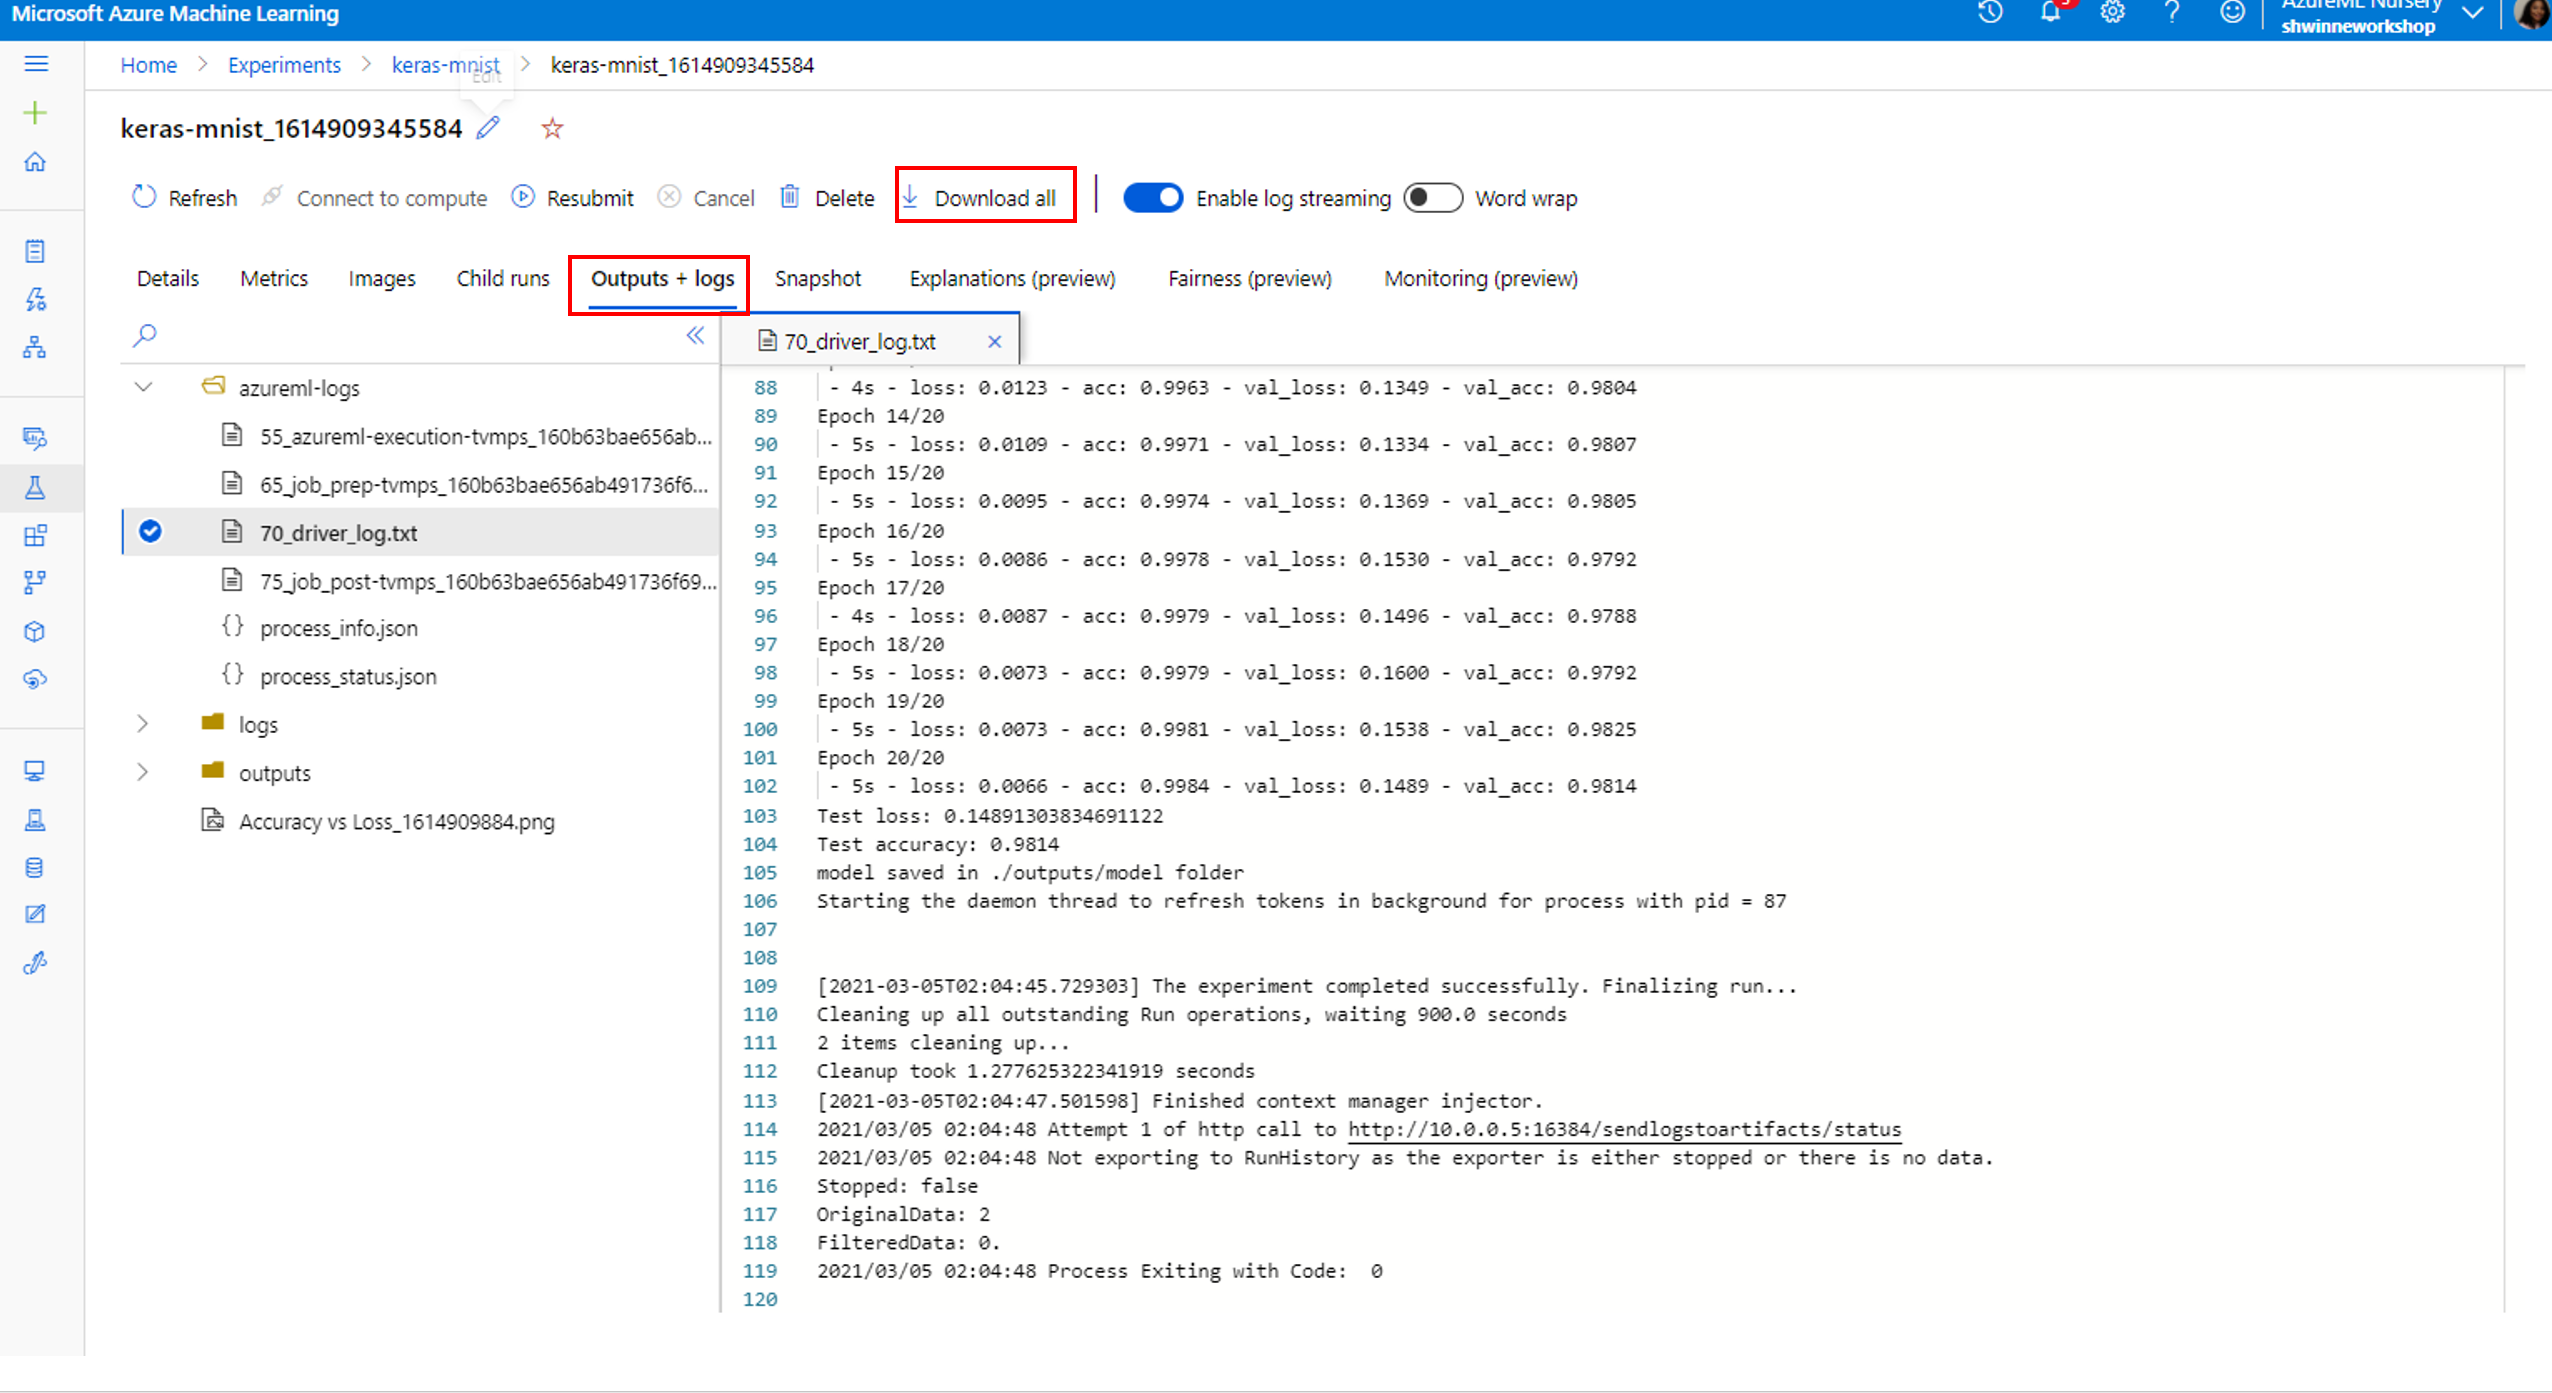 Microsoft Azure Machine Learning
AzureML Nursery
shwinneworkshop
Home > Experiments > keras-mnist > keras-mnist_1614909345584
Edit
keras-mnist_1614909345584
Refresh Connect to compute Resubmit Cancel Delete Download all Enable log streaming Word wrap
Details Metrics Images Child runs Outputs + logs Snapshot Explanations (preview) Fairness (preview) Monitoring (preview)
azureml-logs
55_azureml-execution-tvmps_160b63bae656ab...
65_job_prep-tvmps_160b63bae656ab491736f6...
70_driver_log.txt
75_job_post-tvmps_160b63bae656ab491736f69...
{} process_info.json
{} process_status.json
logs
outputs
Accuracy vs Loss_1614909884.png
70_driver_log.txt
88 - 4s - loss: 0.0123 - acc: 0.9963 - val_loss: 0.1349 - val_acc: 0.9804
89 Epoch 14/20
90 - 5s - loss: 0.0109 - acc: 0.9971 - val_loss: 0.1334 - val_acc: 0.9807
91 Epoch 15/20
92 - 5s - loss: 0.0095 - acc: 0.9974 - val_loss: 0.1369 - val_acc: 0.9805
93 Epoch 16/20
94 - 5s - loss: 0.0086 - acc: 0.9978 - val_loss: 0.1530 - val_acc: 0.9792
95 Epoch 17/20
96 - 4s - loss: 0.0087 - acc: 0.9979 - val_loss: 0.1496 - val_acc: 0.9788
97 Epoch 18/20
98 - 5s - loss: 0.0073 - acc: 0.9979 - val_loss: 0.1600 - val_acc: 0.9792
99 Epoch 19/20
100 - 5s - loss: 0.0073 - acc: 0.9981 - val_loss: 0.1538 - val_acc: 0.9825
101 Epoch 20/20
102 - 5s - loss: 0.0066 - acc: 0.9984 - val_loss: 0.1489 - val_acc: 0.9814
103 Test loss: 0.14891303834691122
104 Test accuracy: 0.9814
105 model saved in ./outputs/model folder
106 Starting the daemon thread to refresh tokens in background for process with pid = 87
107
108
109 [2021-03-05T02:04:45.729303] The experiment completed successfully. Finalizing run...
110 Cleaning up all outstanding Run operations, waiting 900.0 seconds
111 2 items cleaning up...
112 Cleanup took 1.277625322341919 seconds
113 [2021-03-05T02:04:47.501598] Finished context manager injector.
114 2021/03/05 02:04:48 Attempt 1 of http call to http://10.0.0.5:16384/sendlogstoartifacts/status
115 2021/03/05 02:04:48 Not exporting to RunHistory as the exporter is either stopped or there is no data.
116 Stopped: false
117 OriginalData: 2
118 FilteredData: 0.
119 2021/03/05 02:04:48 Process Exiting with Code:  0
120